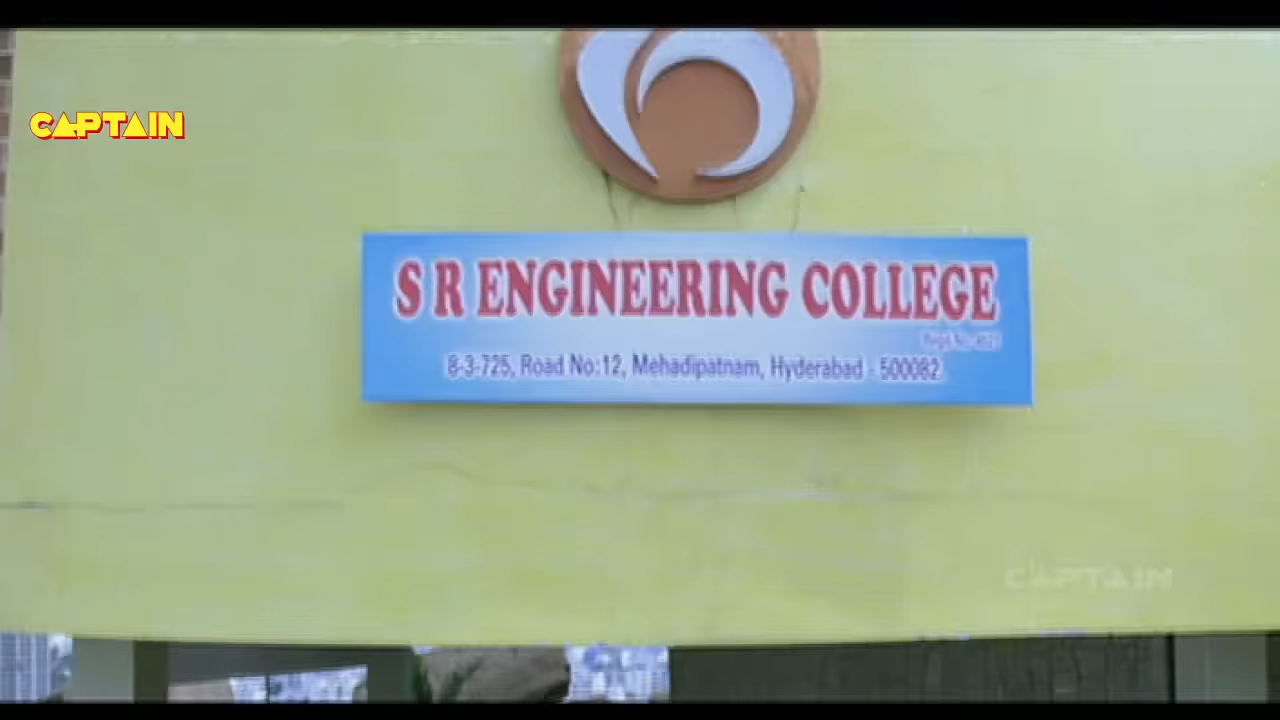 CAPTAIN
S R ENGINEERING COLLEGE
8-3-725, Road No:12, Mehadipatnam, Hyderabad - 500082.
CAPTAIN